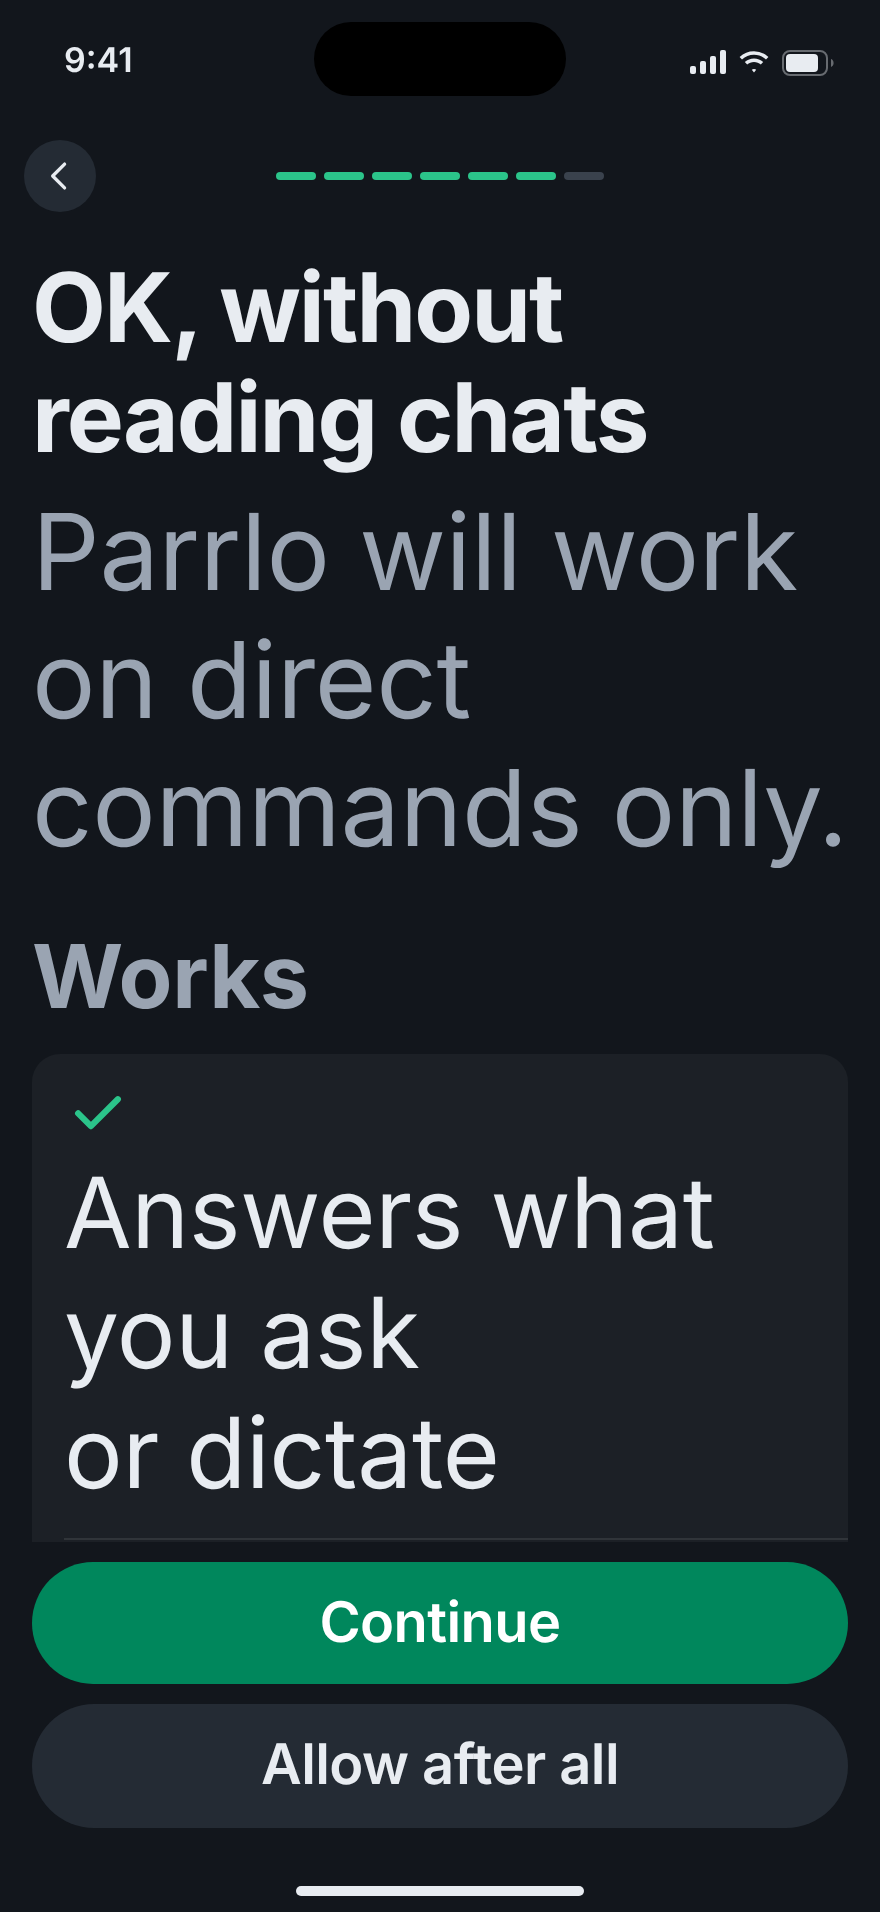 9:41
OK, without
reading chats
Parrlo will work
on direct
commands only.
Works
Answers what
you ask
or dictate
Continue
Allow after all